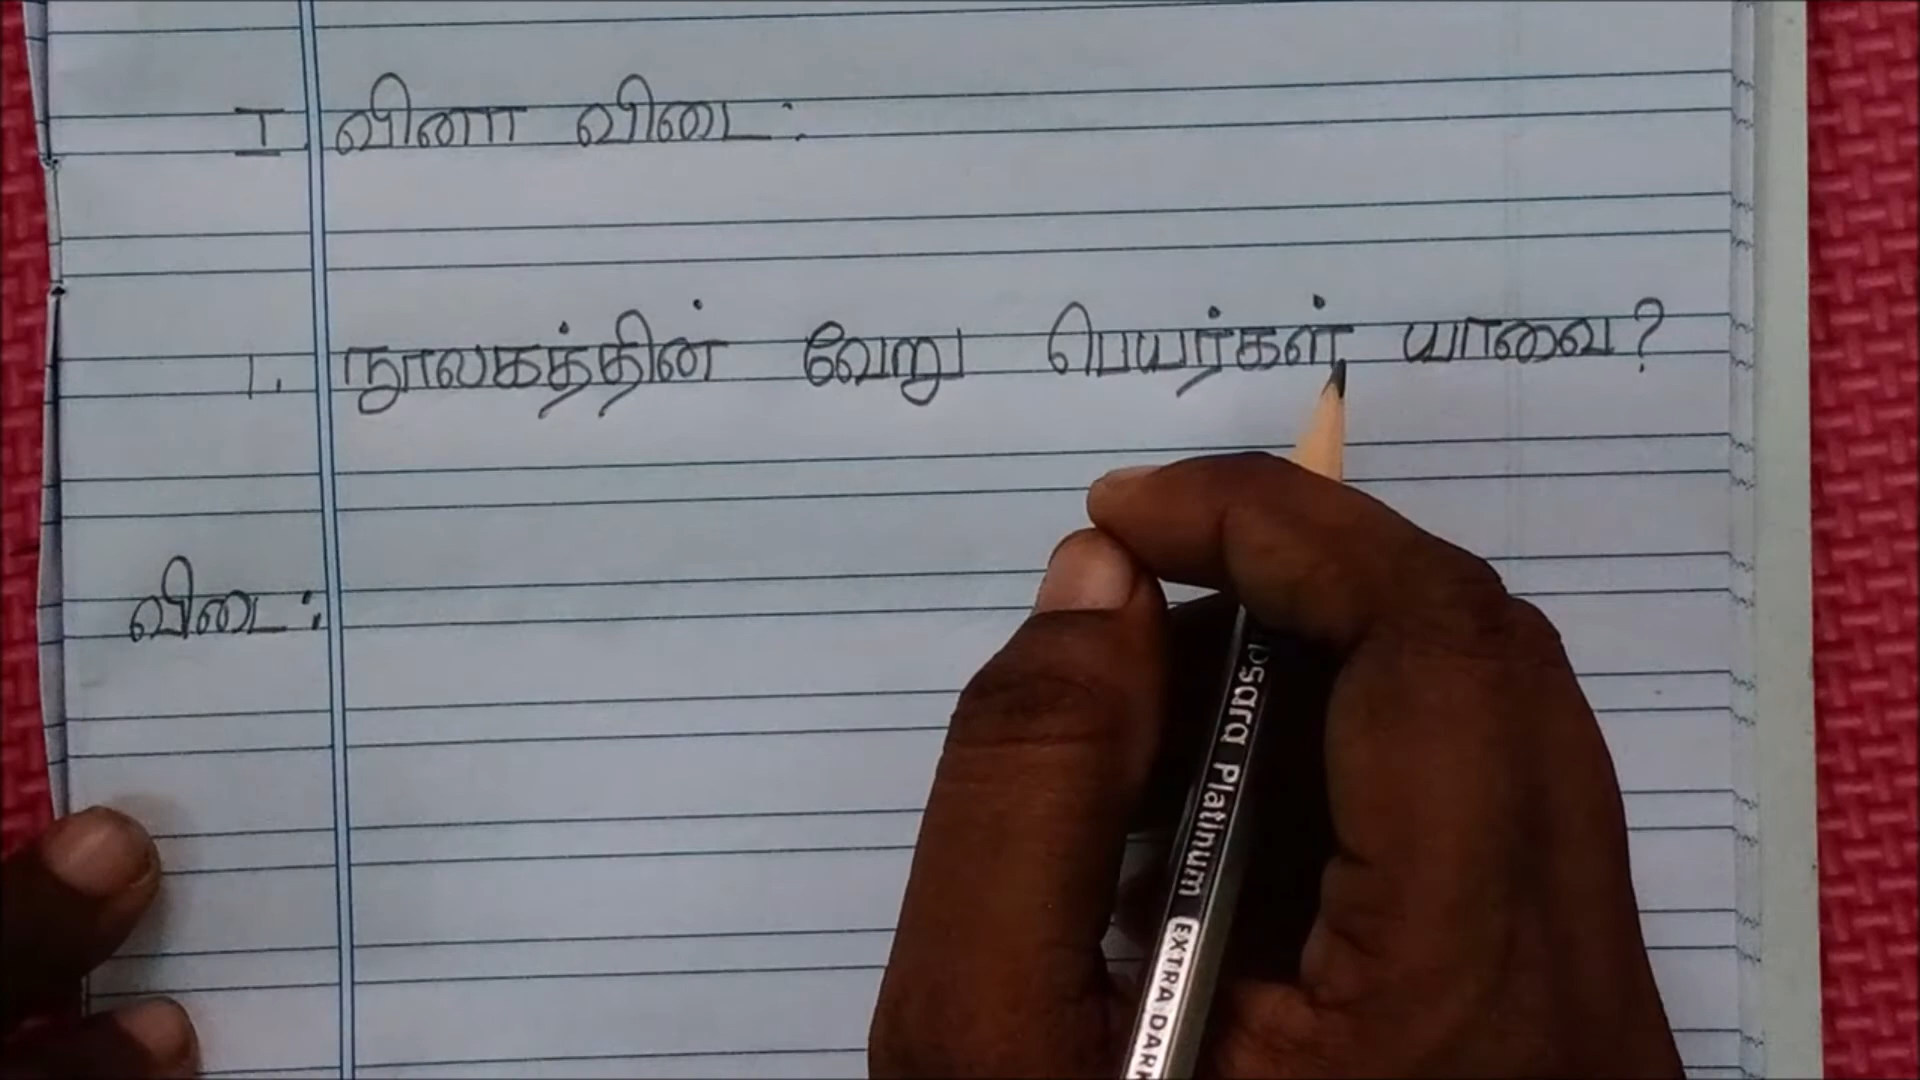 I. வினா விடை:
1. நூலகத்தின் வேறு பெயர்கள் யாவை?
விடை:
Apsara Platinum EXTRA DARK